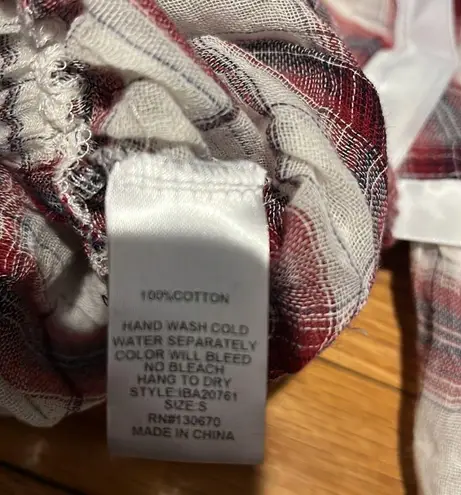 100%COTTON
HAND WASH COLD
WATER SEPARATELY
COLOR WILL BLEED
NO BLEACH
HANG TO DRY
STYLE:IBA20761
SIZE:S
RN#130670
MADE IN CHINA